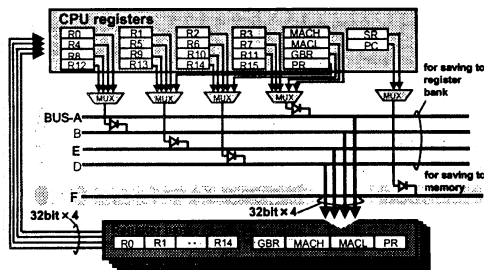 CPU registers
R0 R1 R2 R3 MACH SR
R4 R5 R6 R7 MACL PC
R8 R9 R10 R11 GBR
R12 R13 R14 R15 PR
MUX MUX MUX MUX MUX
for saving to
register
bank
BUS-A
B
E
D
for saving to
memory
F
32bit × 4
32bit × 4
R0 R1 ·· R14 GBR MACH MACL PR